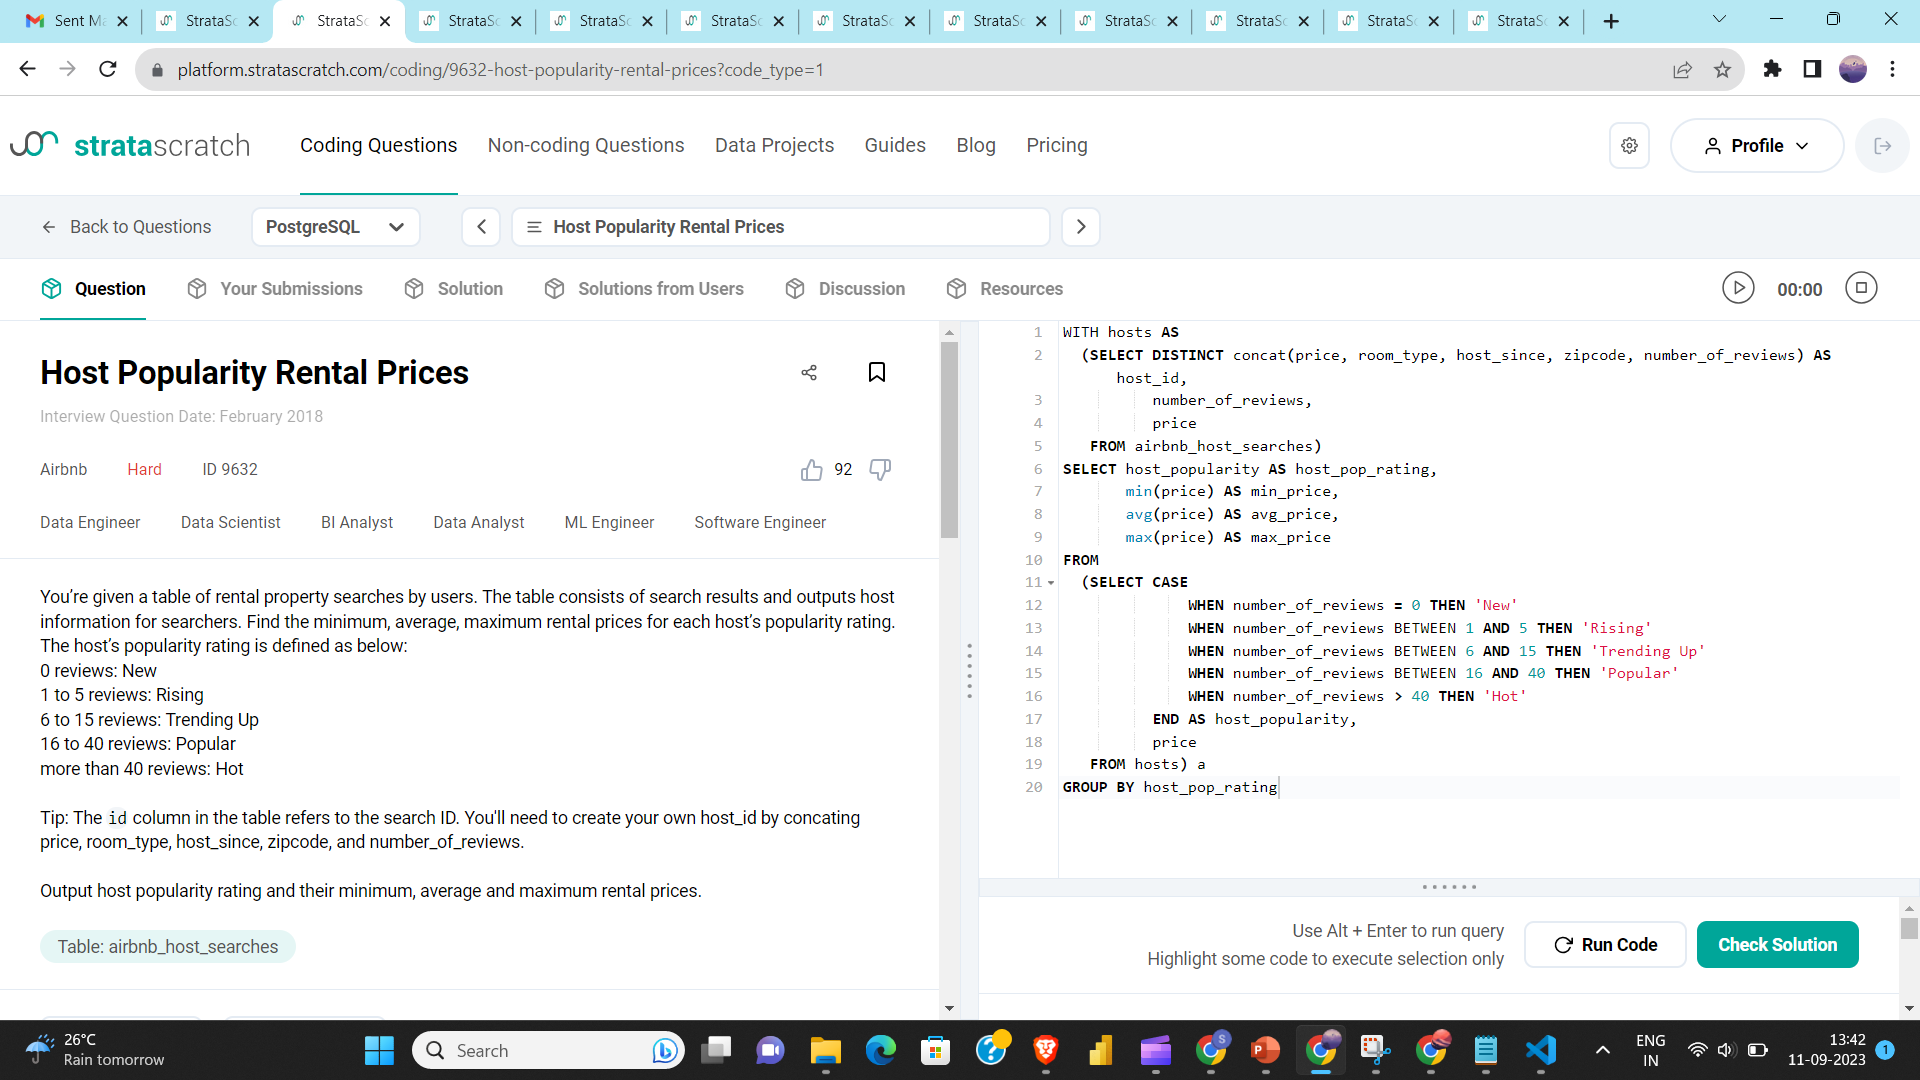 Sent Ma
StrataSc
StrataSc
StrataSc
StrataSc
StrataSc
StrataSc
StrataSc
StrataSc
StrataSc
StrataSc
StrataSc
platform.stratascratch.com/coding/9632-host-popularity-rental-prices?code_type=1
stratascratch
Coding Questions
Non-coding Questions
Data Projects
Guides
Blog
Pricing
Profile
Back to Questions
PostgreSQL
Host Popularity Rental Prices
Question
Your Submissions
Solution
Solutions from Users
Discussion
Resources
00:00
Host Popularity Rental Prices
Interview Question Date: February 2018
Airbnb Hard ID 9632
92
Data Engineer Data Scientist BI Analyst Data Analyst ML Engineer Software Engineer
You’re given a table of rental property searches by users. The table consists of search results and outputs host
information for searchers. Find the minimum, average, maximum rental prices for each host’s popularity rating.
The host’s popularity rating is defined as below:
0 reviews: New
1 to 5 reviews: Rising
6 to 15 reviews: Trending Up
16 to 40 reviews: Popular
more than 40 reviews: Hot
Tip: The id column in the table refers to the search ID. You'll need to create your own host_id by concating
price, room_type, host_since, zipcode, and number_of_reviews.
Output host popularity rating and their minimum, average and maximum rental prices.
Table: airbnb_host_searches
1 WITH hosts AS
2 (SELECT DISTINCT concat(price, room_type, host_since, zipcode, number_of_reviews) AS
host_id,
3 number_of_reviews,
4 price
5 FROM airbnb_host_searches)
6 SELECT host_popularity AS host_pop_rating,
7 min(price) AS min_price,
8 avg(price) AS avg_price,
9 max(price) AS max_price
10 FROM
11 (SELECT CASE
12 WHEN number_of_reviews = 0 THEN 'New'
13 WHEN number_of_reviews BETWEEN 1 AND 5 THEN 'Rising'
14 WHEN number_of_reviews BETWEEN 6 AND 15 THEN 'Trending Up'
15 WHEN number_of_reviews BETWEEN 16 AND 40 THEN 'Popular'
16 WHEN number_of_reviews > 40 THEN 'Hot'
17 END AS host_popularity,
18 price
19 FROM hosts) a
20 GROUP BY host_pop_rating
Use Alt + Enter to run query
Highlight some code to execute selection only
Run Code
Check Solution
26°C
Rain tomorrow
Search
ENG
IN
13:42
11-09-2023
1